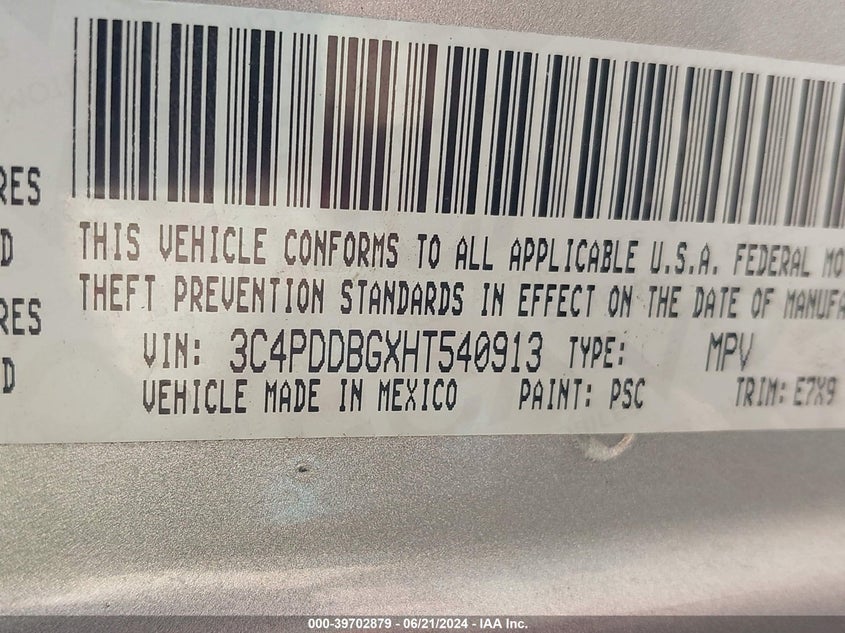 RES
D
THIS VEHICLE CONFORMS TO ALL APPLICABLE U.S.A. FEDERAL MO
THEFT PREVENTION STANDARDS IN EFFECT ON THE DATE OF MANUFA
RES
VIN: 3C4PDDBGXHT540913 TYPE: MPV
D
VEHICLE MADE IN MEXICO PAINT: PSC TRIM: E7X9
000-39702879 / 06/21/2024 - IAA Inc.